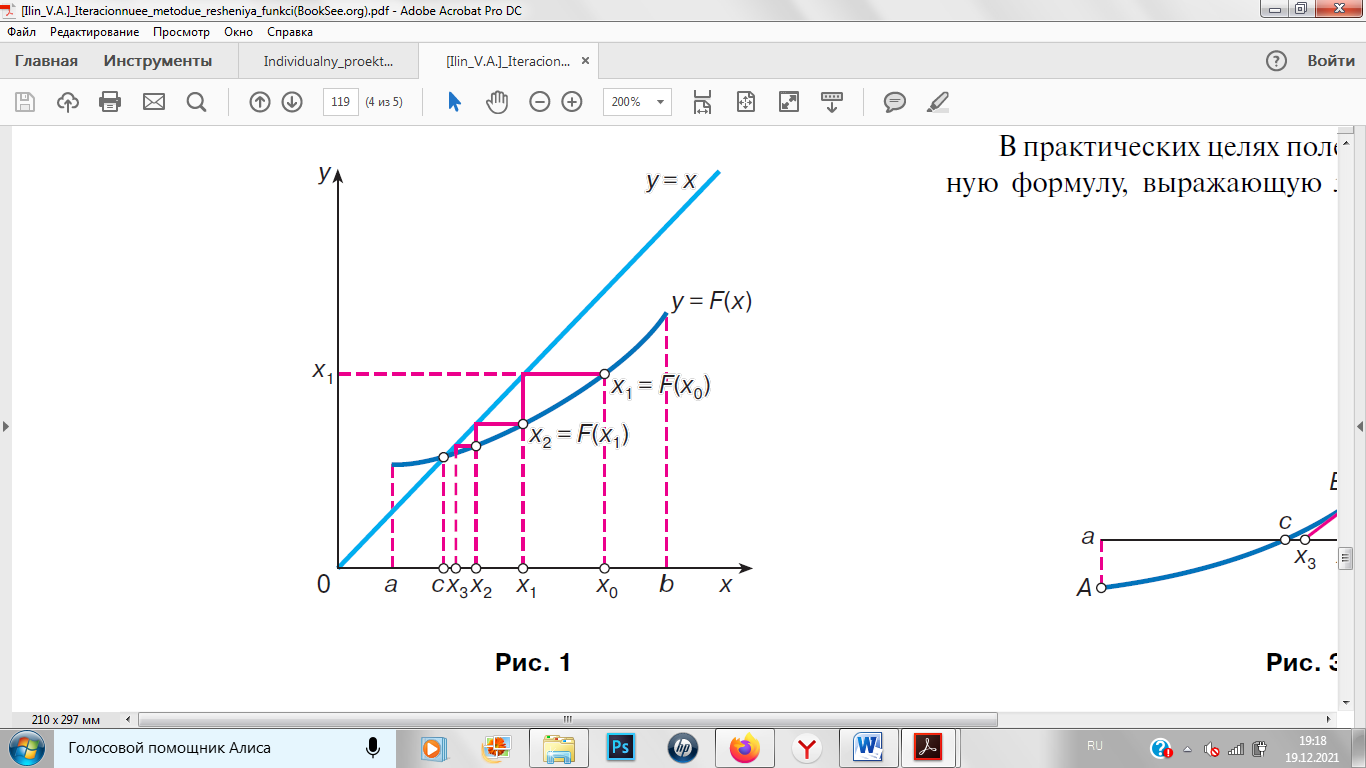 [Ilin_V.A.]_Iteracionnuee_metodue_resheniya_funkci(BookSee.org).pdf - Adobe Acrobat Pro DC
Файл Редактирование Просмотр Окно Справка
Главная Инструменты Individualny_proekt... [Ilin_V.A.]_Iteracion... × ? Войти
119 (4 из 5) 200%
В практических целях
ную формулу, выражающую
y
y = x
y = F(x)
x1
x1 = F(x0)
x2 = F(x1)
0 a c x3 x2 x1 x0 b x
Рис. 1
a c
x3
A
Рис. 3
210 x 297 мм
Голосовой помощник Алиса
Ps hp Y W
RU
19:18
19.12.2021